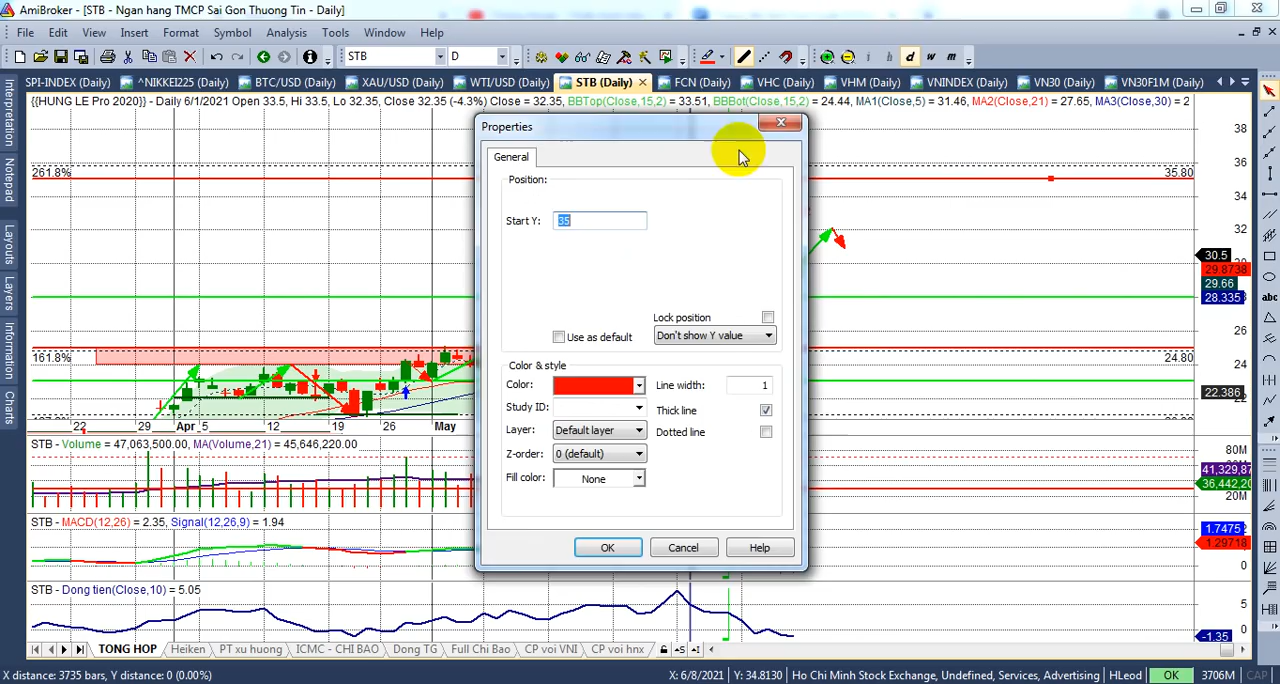 AmiBroker - [STB - Ngan hang TMCP Sai Gon Thuong Tin - Daily]
File Edit View Insert Format Symbol Analysis Tools Window Help
STB D d w m
SPI-INDEX (Daily) ^NIKKEI225 (Daily) BTC/USD (Daily) XAU/USD (Daily) WTI/USD (Daily) STB (Daily) FCN (Daily) VHC (Daily) VHM (Daily) VNINDEX (Daily) VN30 (Daily) VN30F1M (Daily)
{{HUNG LE Pro 2020}} - Daily 6/1/2021 Open 33.5, Hi 33.5, Lo 32.35, Close 32.35 (-4.3%) Close = 32.35, BBTop(Close,15,2) = 33.51, BBBot(Close,15,2) = 24.44, MA1(Close,5) = 31.46, MA2(Close,21) = 27.65, MA3(Close,30) = 2
Interpretation
Notepad
Layouts
Layers
Information
Charts
Properties
General
Position:
Start Y: 35
Lock position
Use as default Don't show Y value
Color & style
Color: Line width: 1
Study ID: Thick line
Layer: Default layer Dotted line
Z-order: 0 (default)
Fill color: None
OK Cancel Help
261.8% 35.80
161.8% 24.80
38
36
34
32
30.5
29.8738
29.66
28.335
26
24
22.386
22 29 Apr 5 12 19 26 May
STB - Volume = 47,063,500.00, MA(Volume,21) = 45,646,220.00
80M
41,329,87
36,442,20
20M
STB - MACD(12,26) = 2.35, Signal(12,26,9) = 1.94
1.7475
1.29718
0
STB - Dong tien(Close,10) = 5.05
5
0
-1.35
TONG HOP Heiken PT xu huong ICMC - CHI BAO Dong TG Full Chi Bao CP voi VNI CP voi hnx
X distance: 3735 bars, Y distance: 0 (0.00%) X: 6/8/2021 Y: 34.8130 Ho Chi Minh Stock Exchange, Undefined, Services, Advertising HLeod OK 3706M CAP